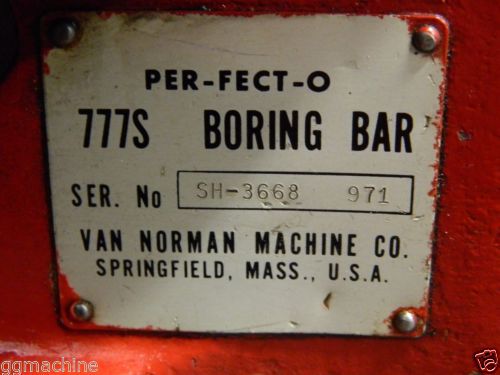 PER-FECT-O
777S BORING BAR
SER. No SH-3668 971
VAN NORMAN MACHINE CO.
SPRINGFIELD, MASS., U.S.A.
ggmachine